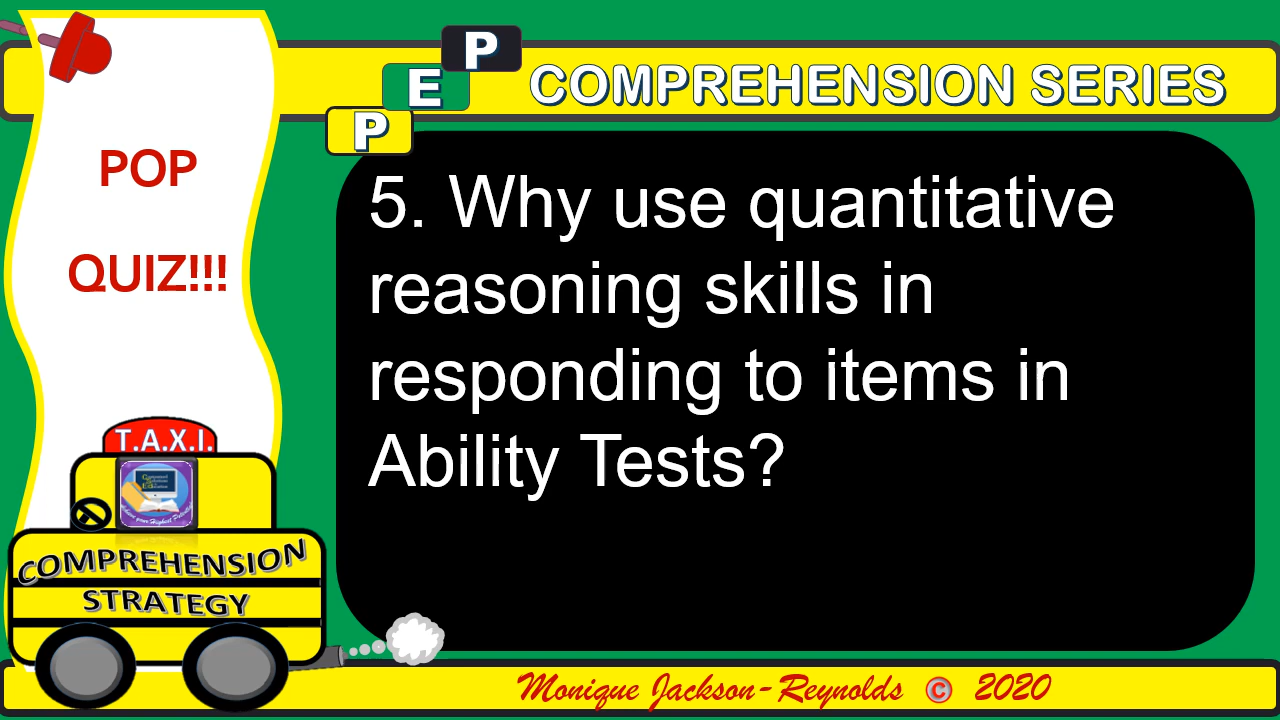 P
E
P
COMPREHENSION SERIES
POP
QUIZ!!!
5. Why use quantitative
reasoning skills in
responding to items in
Ability Tests?
T.A.X.I.
COMPREHENSION
STRATEGY
Monique Jackson-Reynolds © 2020